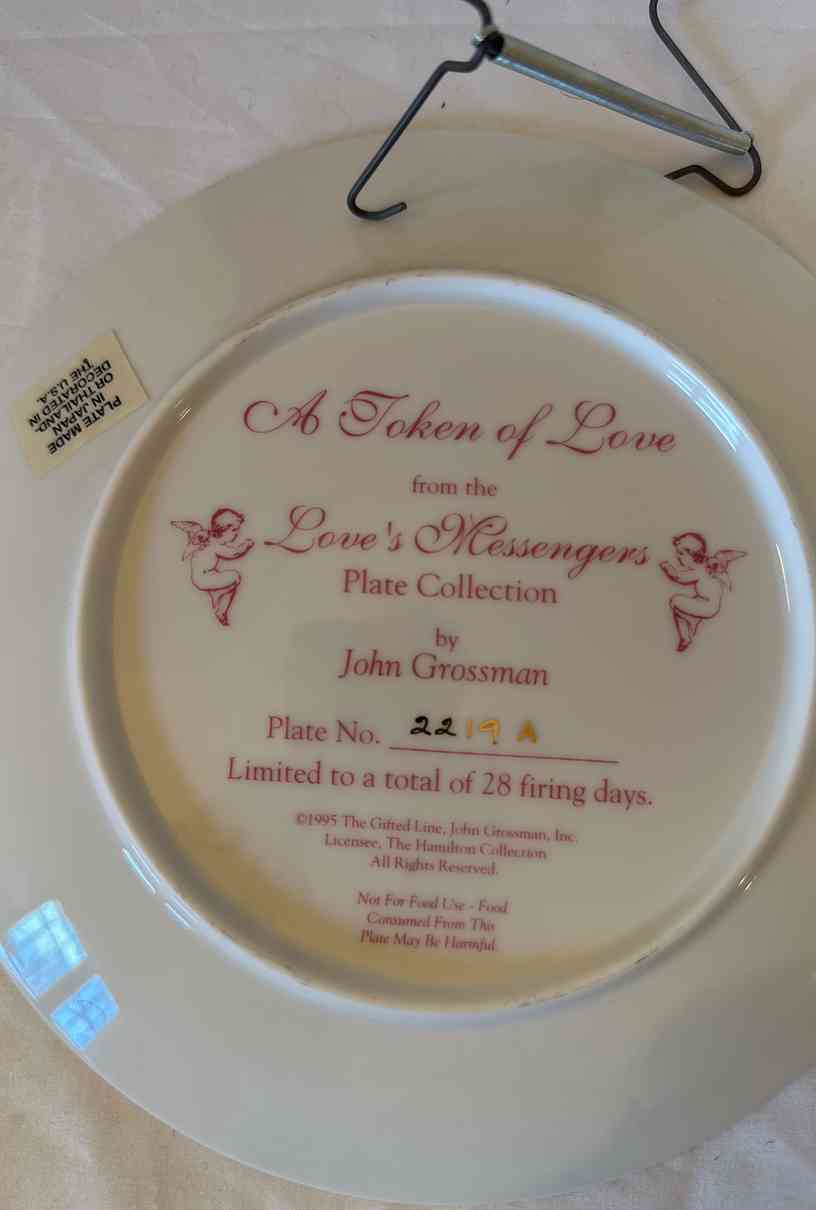 A Token of Love
from the
Love's Messengers
Plate Collection
by
John Grossman
Plate No. 2219 A
Limited to a total of 28 firing days.
©1995 The Gifted Line, John Grossman, Inc.
Licensee, The Hamilton Collection
All Rights Reserved.
Not For Food Use - Food
Consumed From This
Plate May Be Harmful
PLATE MADE
IN JAPAN
OR THAILAND.
DECORATED IN
THE U.S.A.